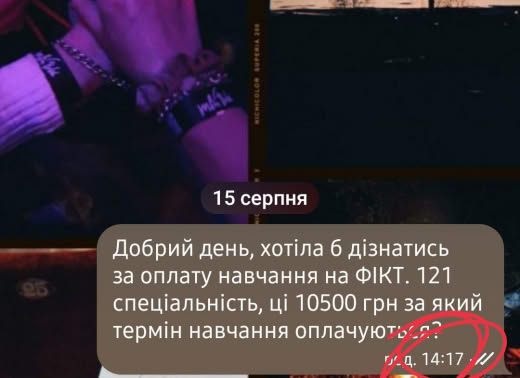 NICHICOLOR SUPERIA 200
15 серпня
Добрий день, хотіла б дізнатись
за оплату навчання на ФІКТ. 121
спеціальність, ці 10500 грн за який
термін навчання оплачуються?
ред. 14:17
25